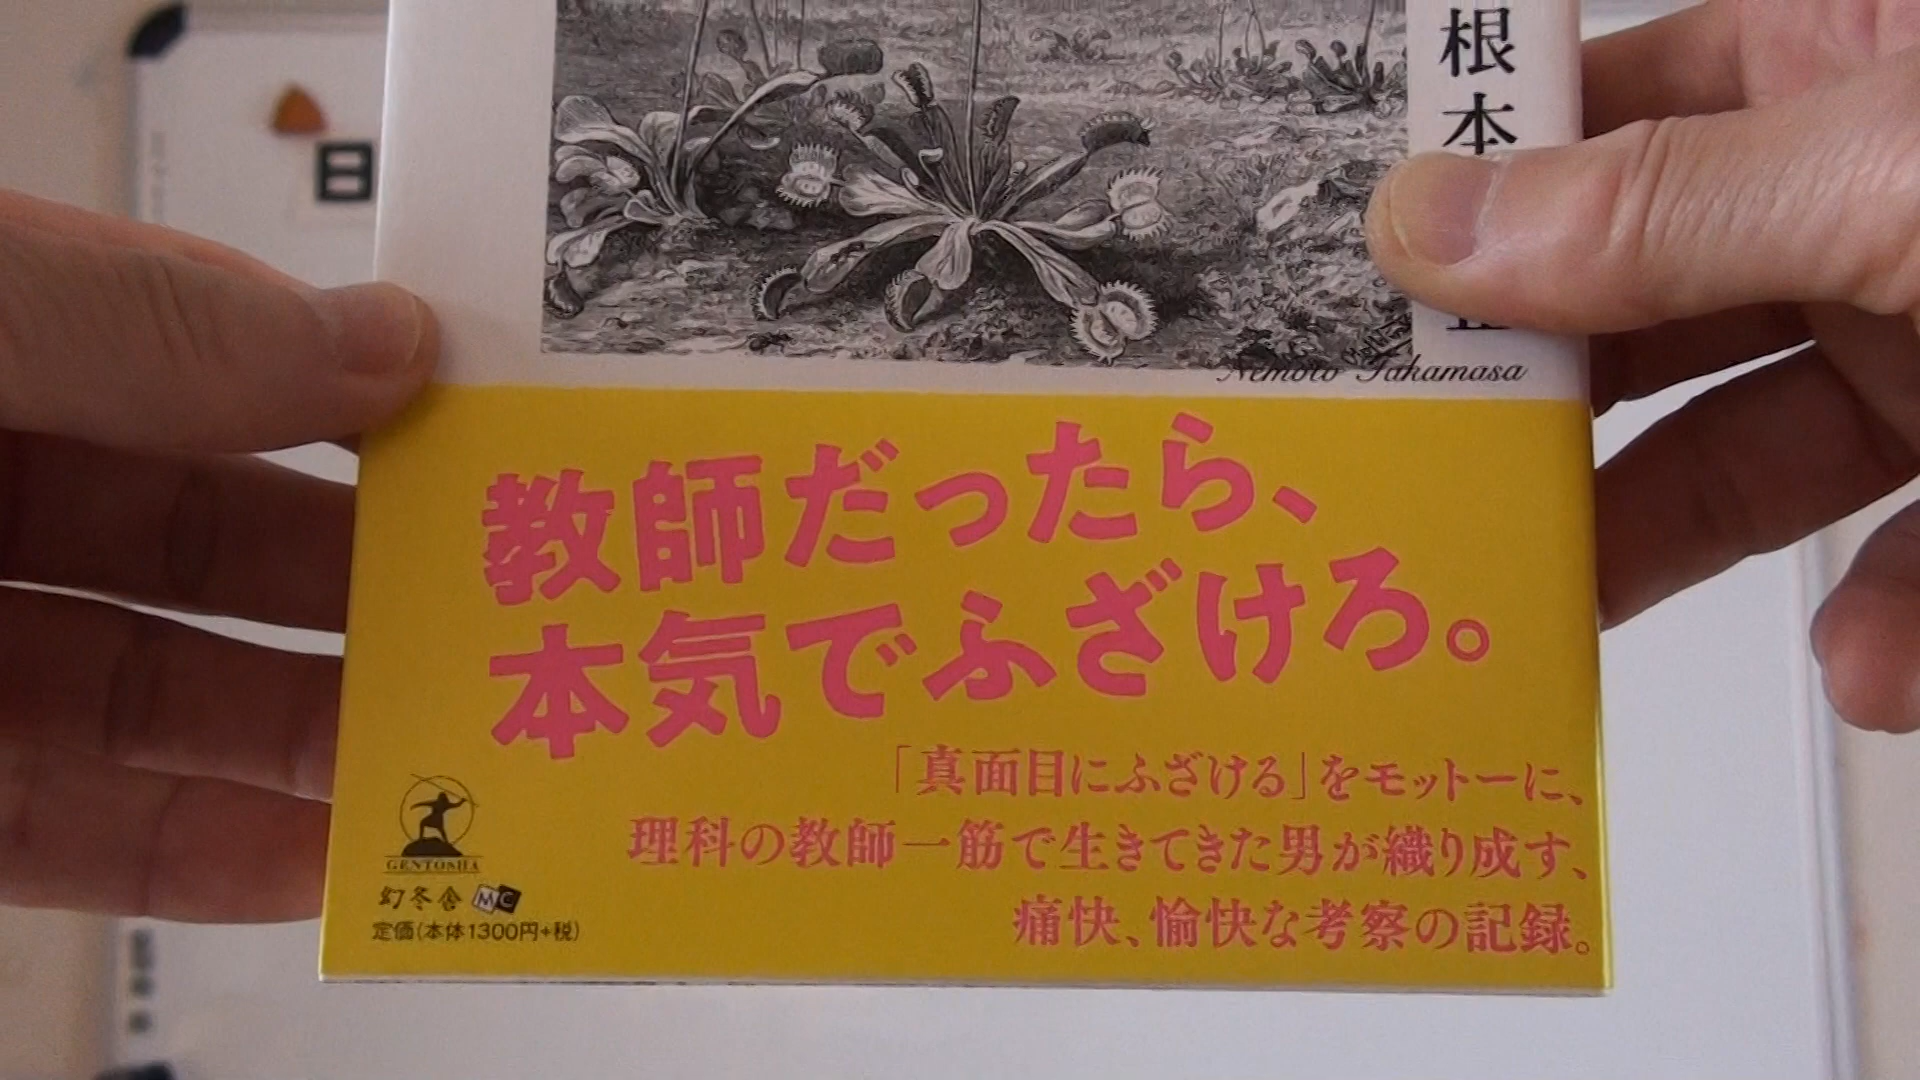 根本
Nemoto Takamasa
教師だったら、
本気でふざけろ。
「真面目にふざける」をモットーに、
理科の教師一筋で生きてきた男が織り成す、
痛快、愉快な考察の記録。
GENTOSHA
幻冬舎 MC
定価(本体1300円+税)
日